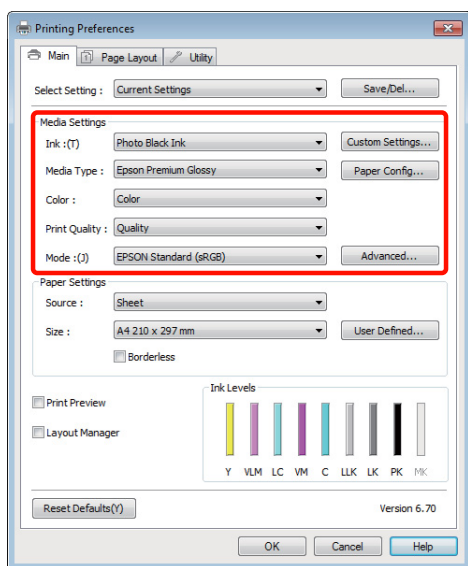 Printing Preferences
Main Page Layout Utility
Select Setting : Current Settings Save/Del...
Media Settings
Ink :(T) Photo Black Ink Custom Settings...
Media Type : Epson Premium Glossy Paper Config...
Color : Color
Print Quality : Quality
Mode :(J) EPSON Standard (sRGB) Advanced...
Paper Settings
Source : Sheet
Size : A4 210 x 297 mm User Defined...
Borderless
Print Preview
Layout Manager
Ink Levels
Y VLM LC VM C LLK LK PK MK
Reset Defaults(Y) Version 6.70
OK Cancel Help